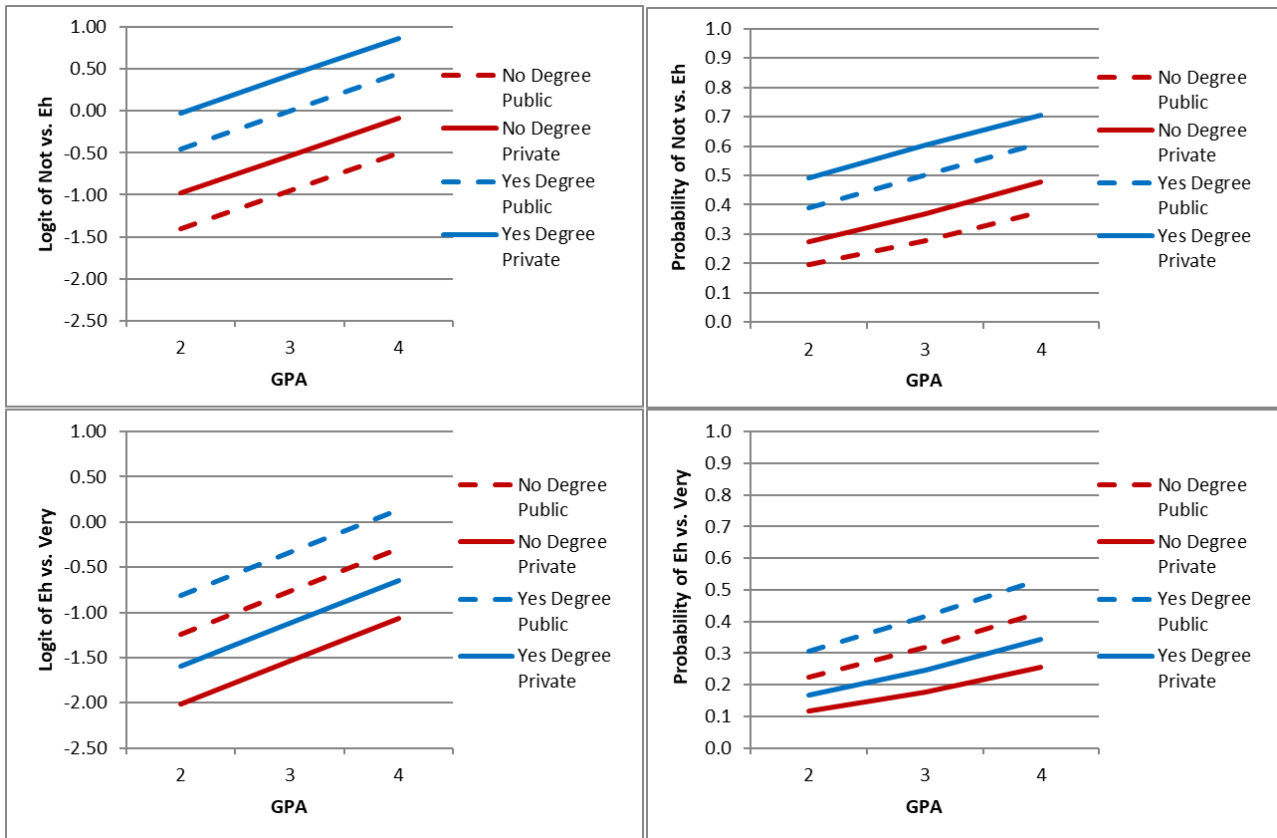 Logit of Not vs. Eh
1.00
0.50
0.00
-0.50
-1.00
-1.50
-2.00
-2.50
2 3 4
GPA
No Degree
Public
No Degree
Private
Yes Degree
Public
Yes Degree
Private
Probability of Not vs. Eh
1.0
0.9
0.8
0.7
0.6
0.5
0.4
0.3
0.2
0.1
0.0
2 3 4
GPA
No Degree
Public
No Degree
Private
Yes Degree
Public
Yes Degree
Private
Logit of Eh vs. Very
1.00
0.50
0.00
-0.50
-1.00
-1.50
-2.00
-2.50
2 3 4
GPA
No Degree
Public
No Degree
Private
Yes Degree
Public
Yes Degree
Private
Probability of Eh vs. Very
1.0
0.9
0.8
0.7
0.6
0.5
0.4
0.3
0.2
0.1
0.0
2 3 4
GPA
No Degree
Public
No Degree
Private
Yes Degree
Public
Yes Degree
Private